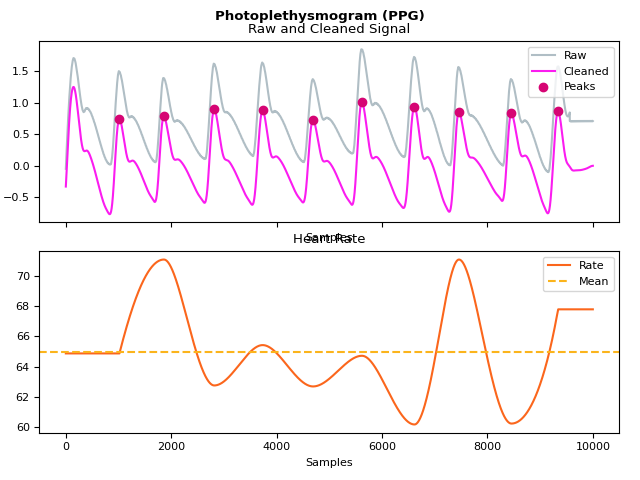 Photoplethysmogram (PPG)
Raw and Cleaned Signal
Raw
Cleaned
Peaks
1.5
1.0
0.5
0.0
−0.5
Samples
Heart Rate
Rate
Mean
70
68
66
64
62
60
0 2000 4000 6000 8000 10000
Samples